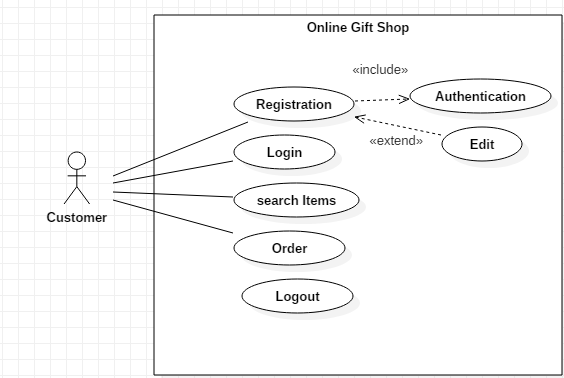 Online Gift Shop
«include»
Registration
Authentication
«extend»
Edit
Login
Customer
search Items
Order
Logout